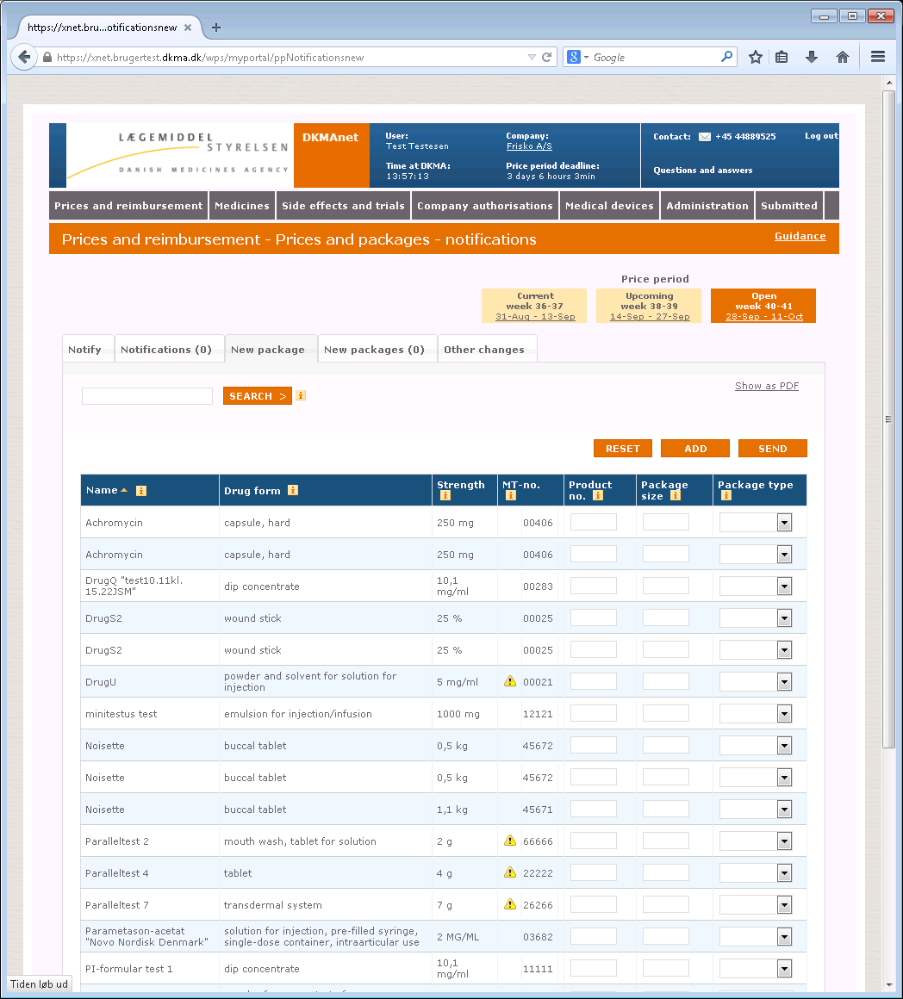 https://xnet.bru...otificationsnew
https://xnet.brugertest.dkma.dk/wps/myportal/ppNotificationsnew
8 Google
LÆGEMIDDEL
STYRELSEN
DANISH MEDICINES AGENCY
DKMAnet
User:
Test Testesen
Time at DKMA:
13:57:13
Company:
Frisko A/S
Price period deadline:
3 days 6 hours 3min
Contact: +45 44889525
Log out
Questions and answers
Prices and reimbursement Medicines Side effects and trials Company authorisations Medical devices Administration Submitted
Prices and reimbursement - Prices and packages - notifications
Guidance
Price period
Current
week 36-37
31-Aug - 13-Sep
Upcoming
week 38-39
14-Sep - 27-Sep
Open
week 40-41
28-Sep - 11-Oct
Notify Notifications (0) New package New packages (0) Other changes
Show as PDF
SEARCH > i
RESET ADD SEND
Name i Drug form i Strength i MT-no. i Product no. i Package size i Package type i
Achromycin capsule, hard 250 mg 00406
Achromycin capsule, hard 250 mg 00406
DrugQ "test10.11kl. 15.22JSM" dip concentrate 10,1 mg/ml 00283
DrugS2 wound stick 25 % 00025
DrugS2 wound stick 25 % 00025
DrugU powder and solvent for solution for injection 5 mg/ml 00021
minitestus test emulsion for injection/infusion 1000 mg 12121
Noisette buccal tablet 0,5 kg 45672
Noisette buccal tablet 0,5 kg 45672
Noisette buccal tablet 1,1 kg 45671
Paralleltest 2 mouth wash, tablet for solution 2 g 66666
Paralleltest 4 tablet 4 g 22222
Paralleltest 7 transdermal system 7 g 26266
Parametason-acetat "Novo Nordisk Denmark" solution for injection, pre-filled syringe, single-dose container, intraarticular use 2 MG/ML 03682
PI-formular test 1 dip concentrate 10,1 mg/ml 11111
Tiden løb ud